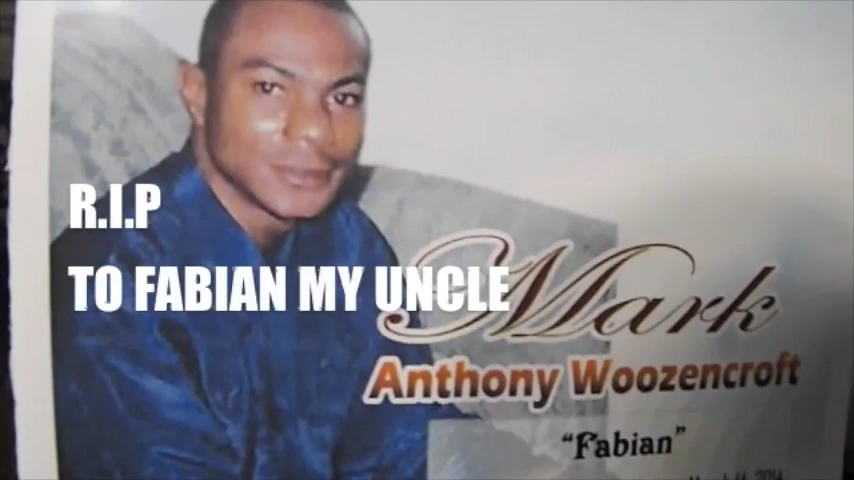 R.I.P
TO FABIAN MY UNCLE
Mark
Anthony Woozencroft
“Fabian”